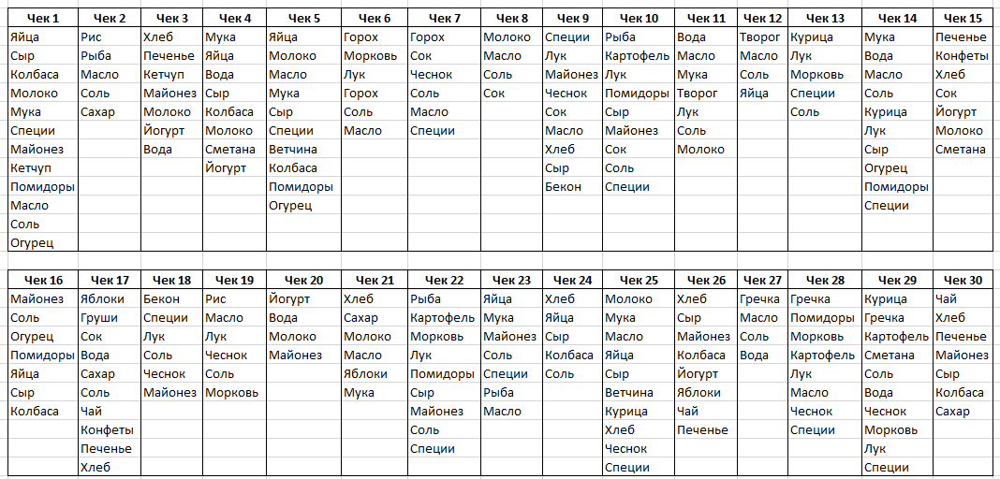 Чек 1 Чек 2 Чек 3 Чек 4 Чек 5 Чек 6 Чек 7 Чек 8 Чек 9 Чек 10 Чек 11 Чек 12 Чек 13 Чек 14 Чек 15
Яйца Рис Хлеб Мука Яйца Горох Горох Молоко Специи Рыба Вода Творог Курица Мука Печенье
Сыр Рыба Печенье Яйца Молоко Морковь Сок Масло Лук Картофель Масло Масло Лук Вода Конфеты
Колбаса Масло Кетчуп Вода Масло Лук Чеснок Соль Майонез Лук Мука Соль Морковь Масло Хлеб
Молоко Соль Майонез Сыр Мука Горох Соль Сок Чеснок Помидоры Творог Яйца Специи Соль Сок
Мука Сахар Молоко Колбаса Сыр Соль Масло Сок Сыр Лук Соль Курица Йогурт
Специи Йогурт Молоко Специи Масло Специи Масло Майонез Соль Лук Молоко
Майонез Вода Сметана Ветчина Хлеб Сок Молоко Сыр Сметана
Кетчуп Йогурт Колбаса Сыр Соль Огурец
Помидоры Помидоры Бекон Специи Помидоры
Масло Огурец Специи
Соль
Огурец
Чек 16 Чек 17 Чек 18 Чек 19 Чек 20 Чек 21 Чек 22 Чек 23 Чек 24 Чек 25 Чек 26 Чек 27 Чек 28 Чек 29 Чек 30
Майонез Яблоки Бекон Рис Йогурт Хлеб Рыба Яйца Хлеб Молоко Хлеб Гречка Гречка Курица Чай
Соль Груши Специи Масло Вода Сахар Картофель Мука Яйца Мука Сыр Масло Помидоры Гречка Хлеб
Огурец Сок Лук Лук Молоко Молоко Морковь Майонез Сыр Масло Майонез Соль Морковь Картофель Печенье
Помидоры Вода Соль Чеснок Майонез Масло Лук Соль Колбаса Яйца Колбаса Вода Картофель Сметана Майонез
Яйца Сахар Чеснок Соль Яблоки Помидоры Специи Соль Сыр Йогурт Лук Соль Сыр
Сыр Соль Майонез Морковь Мука Сыр Рыба Ветчина Яблоки Масло Вода Колбаса
Колбаса Чай Майонез Масло Курица Чай Чеснок Чеснок Сахар
Конфеты Соль Хлеб Печенье Специи Морковь
Печенье Специи Чеснок Лук
Хлеб Специи Специи